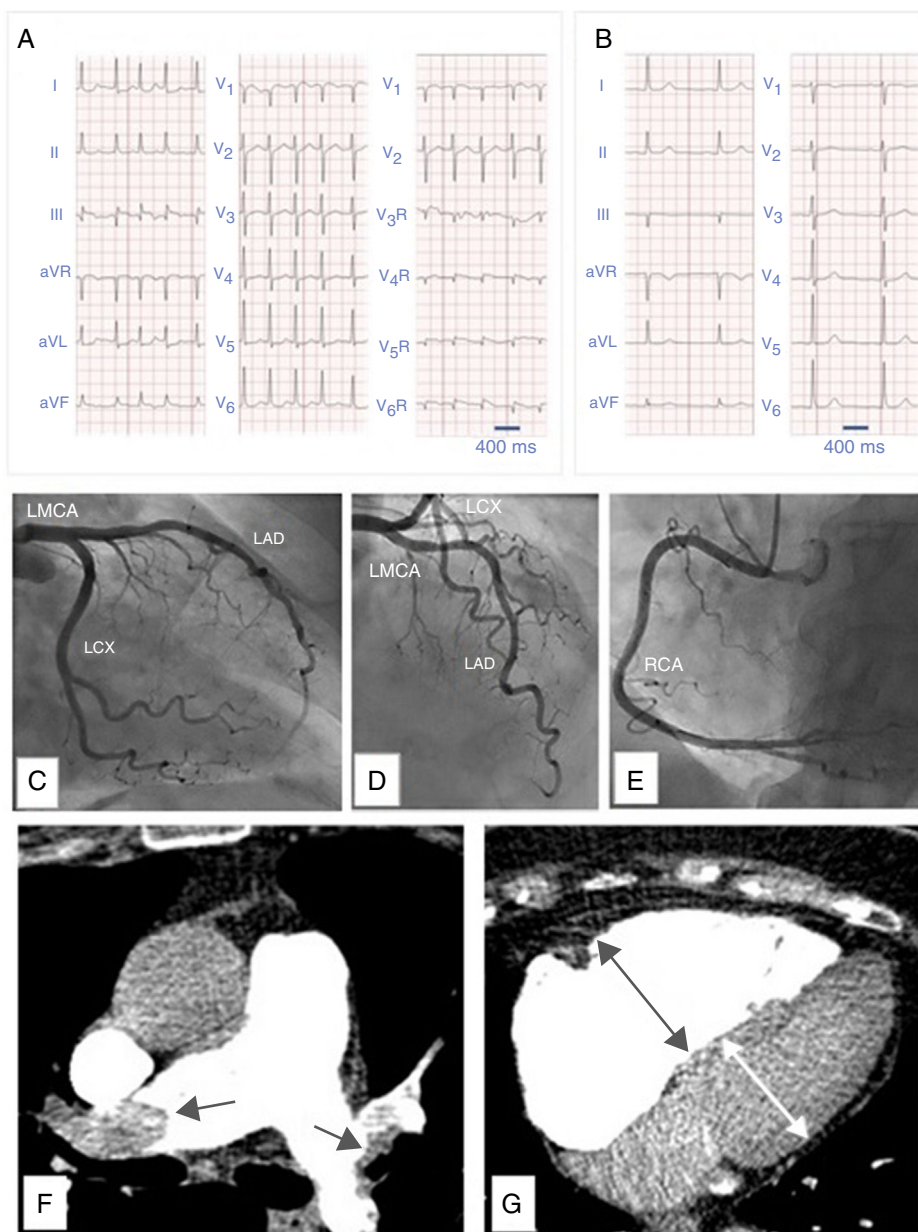 A
I
II
III
aVR
aVL
aVF
V1
V2
V3
V4
V5
V6
V1
V2
V3R
V4R
V5R
V6R
400 ms
B
I
II
III
aVR
aVL
aVF
V1
V2
V3
V4
V5
V6
400 ms
LMCA
LAD
LCX
C
LCX
LMCA
LAD
D
RCA
E
F
G